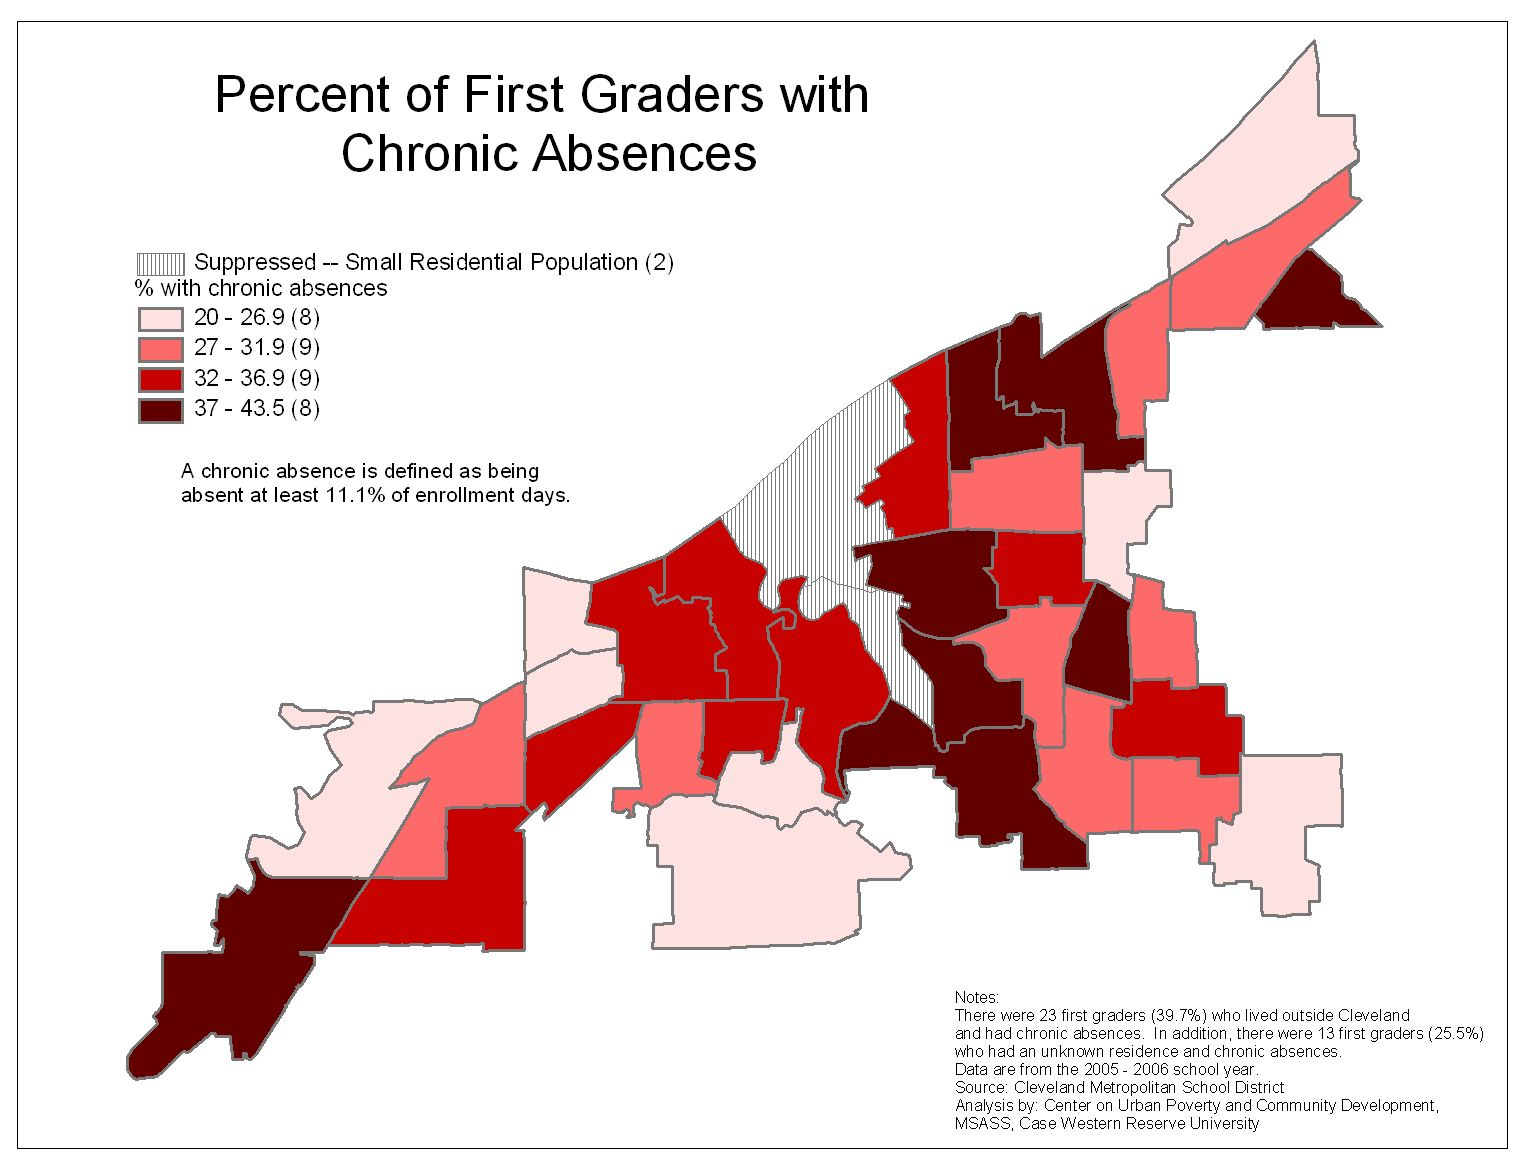 Percent of First Graders with
Chronic Absences
Suppressed -- Small Residential Population (2)
% with chronic absences
20 - 26.9 (8)
27 - 31.9 (9)
32 - 36.9 (9)
37 - 43.5 (8)
A chronic absence is defined as being
absent at least 11.1% of enrollment days.
Notes:
There were 23 first graders (39.7%) who lived outside Cleveland
and had chronic absences. In addition, there were 13 first graders (25.5%)
who had an unknown residence and chronic absences.
Data are from the 2005 - 2006 school year.
Source: Cleveland Metropolitan School District
Analysis by: Center on Urban Poverty and Community Development,
MSASS, Case Western Reserve University